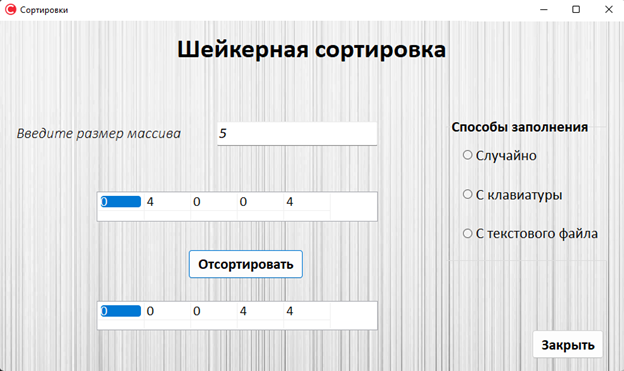 Сортировки
Шейкерная сортировка
Введите размер массива 5
Способы заполнения
Случайно
С клавиатуры
С текстового файла
0 4 0 0 4
Отсортировать
0 0 0 4 4
Закрыть